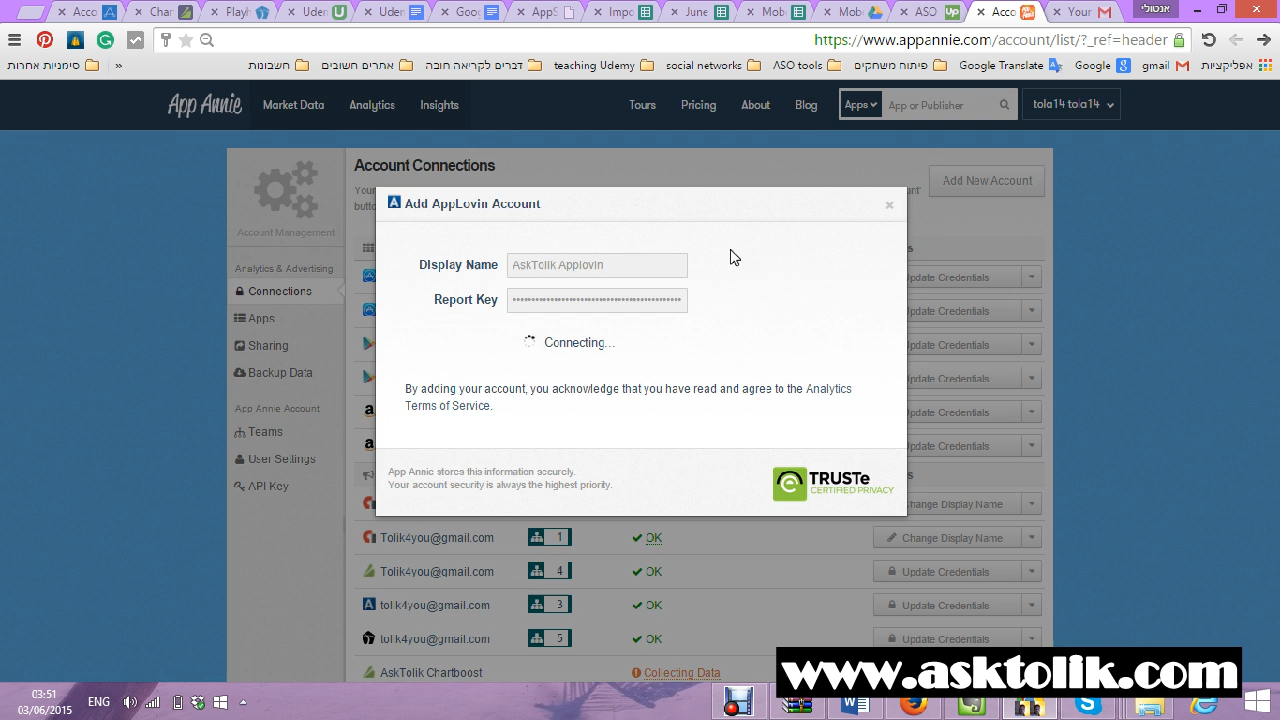 Acco
Char
Playh
Uder
Uder
Goo
AppS
Impo
June
Mob
Mob
ASO
Acco
Your
אנטולי
https://www.appannie.com/account/list/?_ref=header
סימניות אחרות
»
חשבונות
אתרים חשובים
דברים לקריאה חובה
teaching Udemy
social networks
ASO tools
פיתוח משחקים
Google Translate
Google
gmail
אפליקציות
App Annie
Market Data
Analytics
Insights
Tours
Pricing
About
Blog
Apps
App or Publisher
tola14 tola14
Account Management
Analytics & Advertising
Connections
Apps
Sharing
Backup Data
App Annie Account
Teams
User Settings
API Key
Account Connections
Add New Account
Add AppLovin Account
Display Name
AskTolik Applovin
Report Key
Connecting...
By adding your account, you acknowledge that you have read and agree to the Analytics
Terms of Service.
App Annie stores this information securely.
Your account security is always the highest priority.
TRUSTe
CERTIFIED PRIVACY
Update Credentials
Update Credentials
Update Credentials
Update Credentials
Update Credentials
Update Credentials
Change Display Name
Tolik4you@gmail.com 1 OK Change Display Name
Tolik4you@gmail.com 4 OK Update Credentials
tolik4you@gmail.com 3 OK Update Credentials
tolik4you@gmail.com 5 OK Update Credentials
AskTolik Chartboost Collecting Data
www.asktolik.com
03:51
03/06/2015
ENG